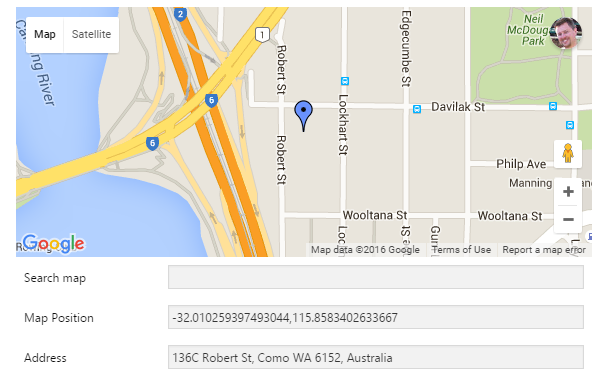 Map Satellite
Canning River
2
1
6
6
Robert St
Robert St
Lockhart St
Edgecumbe St
Neil
McDoug
Park
Davilak St
Philp Ave
Manning
Wooltana St
Wooltana St
Google
Map data ©2016 Google Terms of Use Report a map error
Search map
Map Position -32.010259397493044,115.8583402633667
Address 136C Robert St, Como WA 6152, Australia